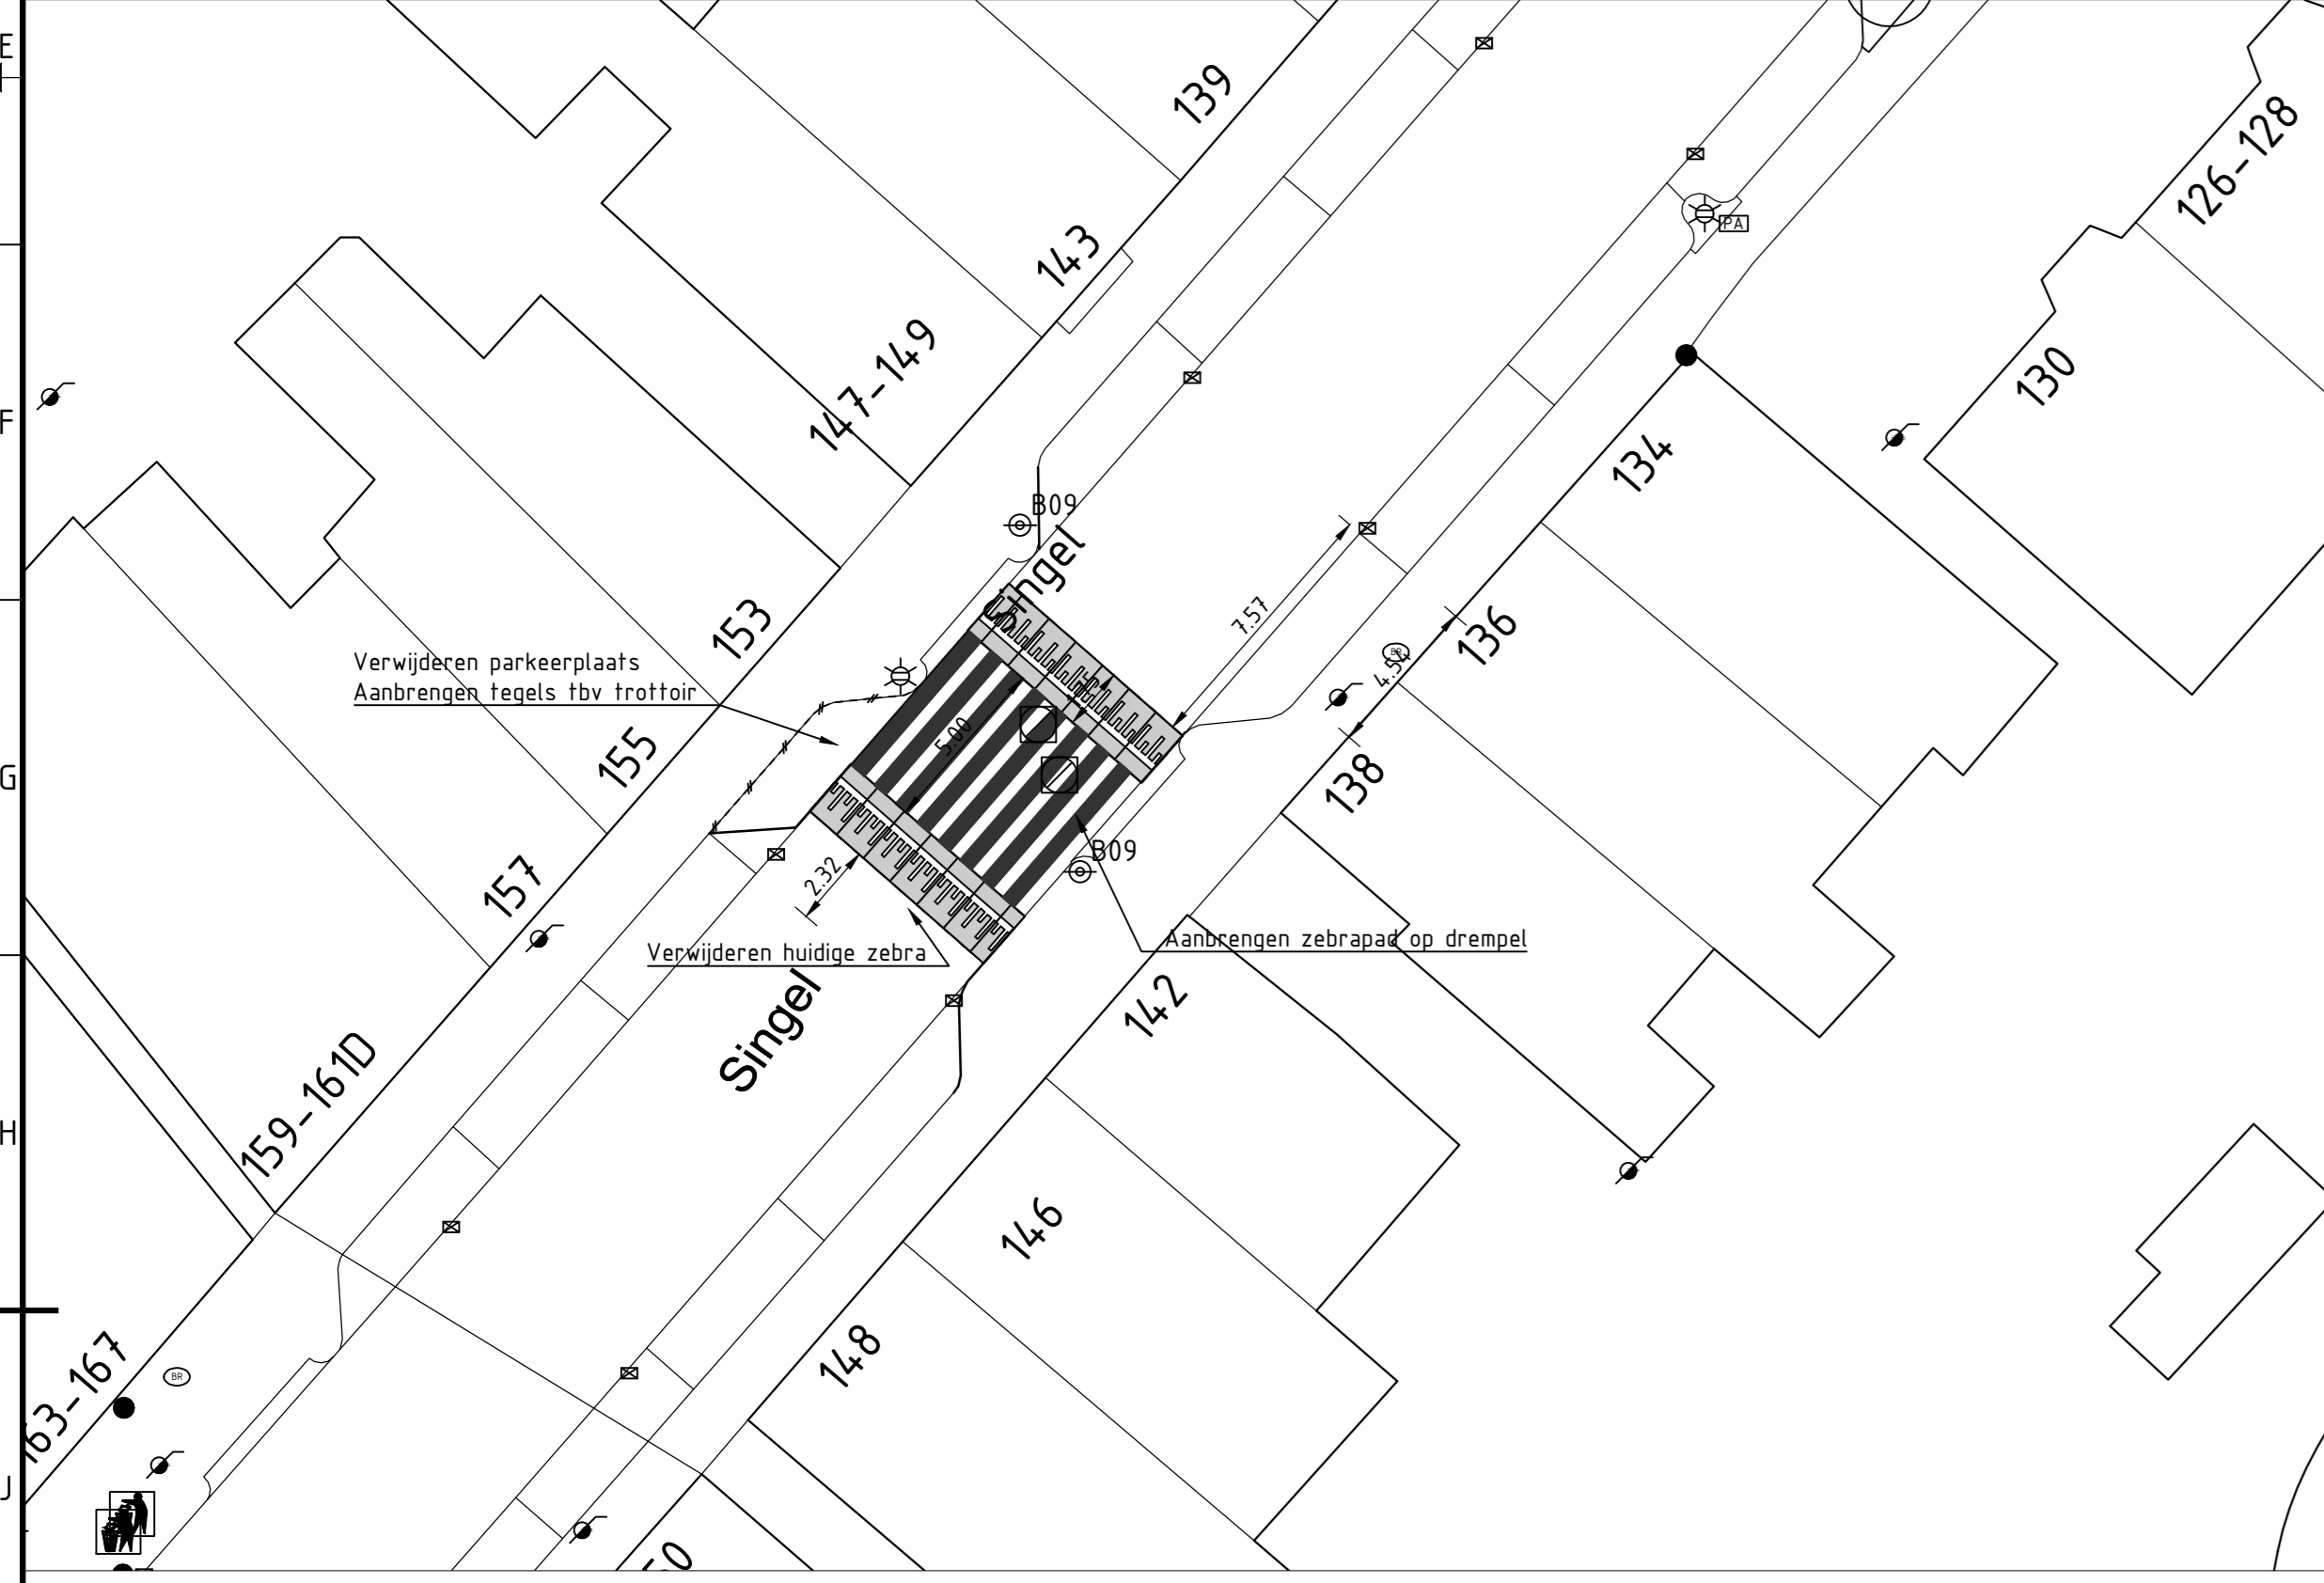 E
139
126-128
PA
143
130
147-149
F
134
B09
Singel
7.57
136
153
BR
4.54
Verwijderen parkeerplaats
Aanbrengen tegels tbv trottoir
5.00
155
138
G
B09
157
2.32
Aanbrengen zebrapad op drempel
Verwijderen huidige zebra
142
Singel
159-161D
H
146
148
163-167
BR
J